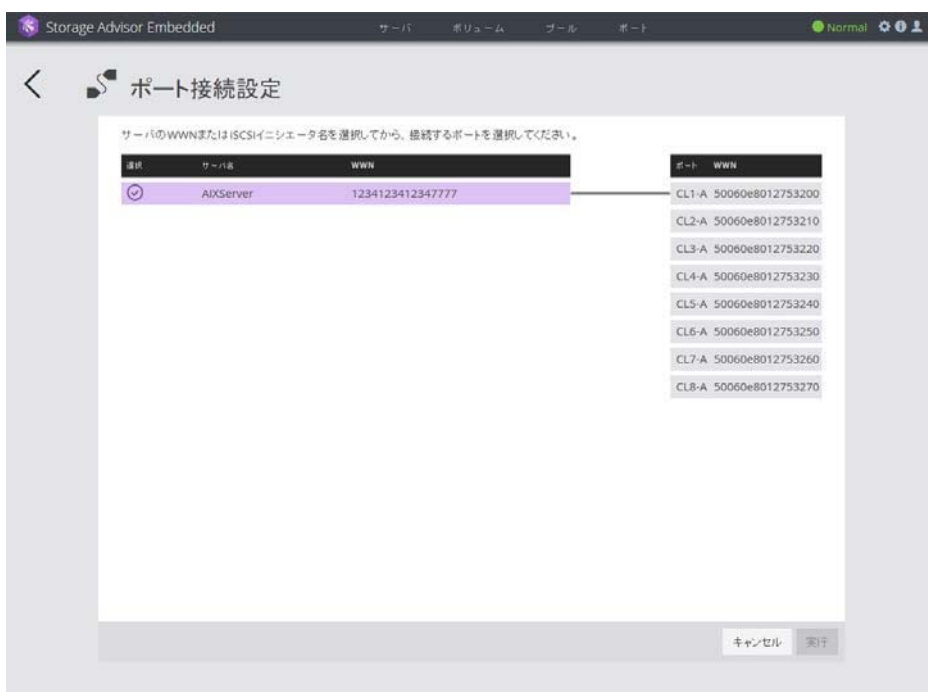 Storage Advisor Embedded サーバ ボリューム プール ポート Normal
ポート接続設定
サーバのWWNまたはiSCSIイニシエータ名を選択してから、接続するポートを選択してください。
選択 サーバ名 WWN ポート WWN
AIXServer 1234123412347777 CL1-A 50060e8012753200
CL2-A 50060e8012753210
CL3-A 50060e8012753220
CL4-A 50060e8012753230
CL5-A 50060e8012753240
CL6-A 50060e8012753250
CL7-A 50060e8012753260
CL8-A 50060e8012753270
キャンセル 実行